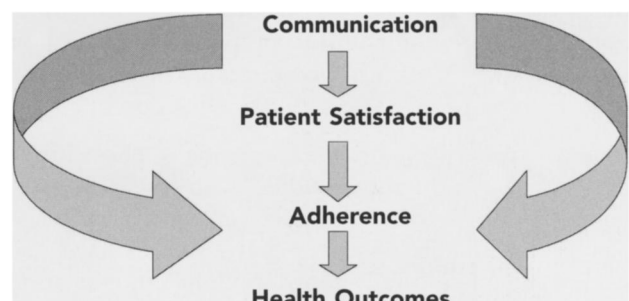 Communication
Patient Satisfaction
Adherence
Health Outcomes